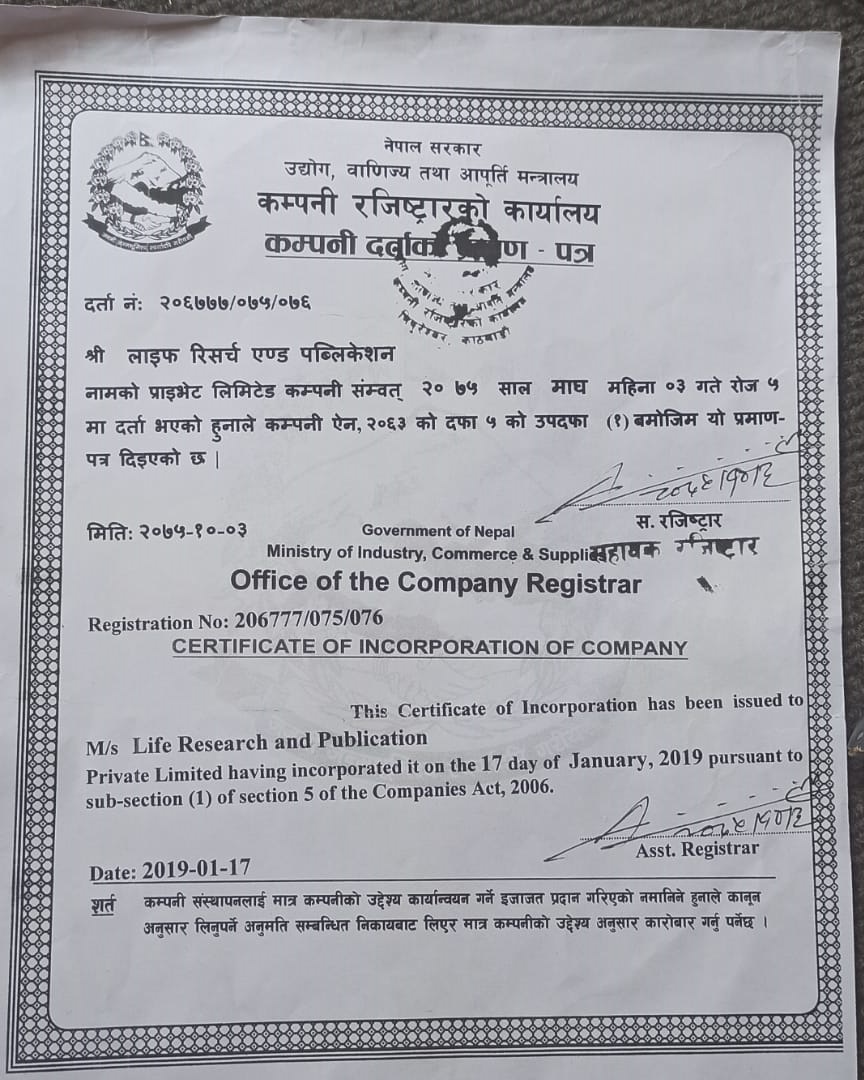 नेपाल सरकार
उद्योग, वाणिज्य तथा आपूर्ति मन्त्रालय
कम्पनी रजिष्ट्रारको कार्यालय
कम्पनी दर्ताको - पत्र
दर्ता नं: २०६७७७/०७५/०७६
श्री लाइफ रिसर्च एण्ड पब्लिकेशन
नामको प्राइभेट लिमिटेड कम्पनी संम्वत् २० ७५ साल माघ महिना ०३ गते रोज ५
मा दर्ता भएको हुनाले कम्पनी ऐन, २०६३ को दफा ५ को उपदफा (१) बमोजिम यो प्रमाण-
पत्र दिइएको छ |
स. रजिष्ट्रार
मिति: २०७५-१०-०३
सहायक रजिष्ट्रार
Government of Nepal
Ministry of Industry, Commerce & Supplies
Office of the Company Registrar
Registration No: 206777/075/076
CERTIFICATE OF INCORPORATION OF COMPANY
This Certificate of Incorporation has been issued to
M/s Life Research and Publication
Private Limited having incorporated it on the 17 day of January, 2019 pursuant to
sub-section (1) of section 5 of the Companies Act, 2006.
Asst. Registrar
Date: 2019-01-17
शर्त कम्पनी संस्थापनलाई मात्र कम्पनीको उद्देश्य कार्यान्वयन गर्ने इजाजत प्रदान गरिएको नमानिने हुनाले कानून
अनुसार लिनुपर्ने अनुमति सम्बन्धित निकायबाट लिएर मात्र कम्पनीको उद्देश्य अनुसार कारोबार गर्नु पर्नेछ ।